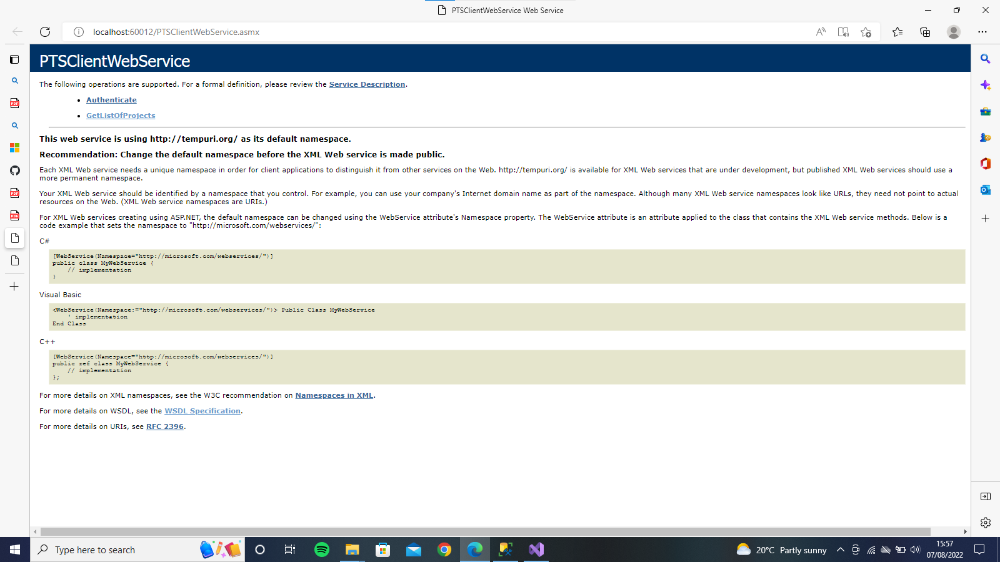 PTSClientWebService Web Service
localhost:60012/PTSClientWebService.asmx
PTSClientWebService
The following operations are supported. For a formal definition, please review the Service Description.
• Authenticate
• GetListOfProjects
This web service is using http://tempuri.org/ as its default namespace.
Recommendation: Change the default namespace before the XML Web service is made public.
Each XML Web service needs a unique namespace in order for client applications to distinguish it from other services on the Web. http://tempuri.org/ is available for XML Web services that are under development, but published XML Web services should use a
more permanent namespace.
Your XML Web service should be identified by a namespace that you control. For example, you can use your company's Internet domain name as part of the namespace. Although many XML Web service namespaces look like URLs, they need not point to actual
resources on the Web. (XML Web service namespaces are URIs.)
For XML Web services creating using ASP.NET, the default namespace can be changed using the WebService attribute's Namespace property. The WebService attribute is an attribute applied to the class that contains the XML Web service methods. Below is a
code example that sets the namespace to "http://microsoft.com/webservices/":
C#
[WebService(Namespace="http://microsoft.com/webservices/")]
public class MyWebService {
    // implementation
}
Visual Basic
<WebService(Namespace:="http://microsoft.com/webservices/")> Public Class MyWebService
    ' implementation
End Class
C++
[WebService(Namespace="http://microsoft.com/webservices/")]
public ref class MyWebService {
    // implementation
};
For more details on XML namespaces, see the W3C recommendation on Namespaces in XML.
For more details on WSDL, see the WSDL Specification.
For more details on URIs, see RFC 2396.
Type here to search
20°C Partly sunny
15:57
07/08/2022